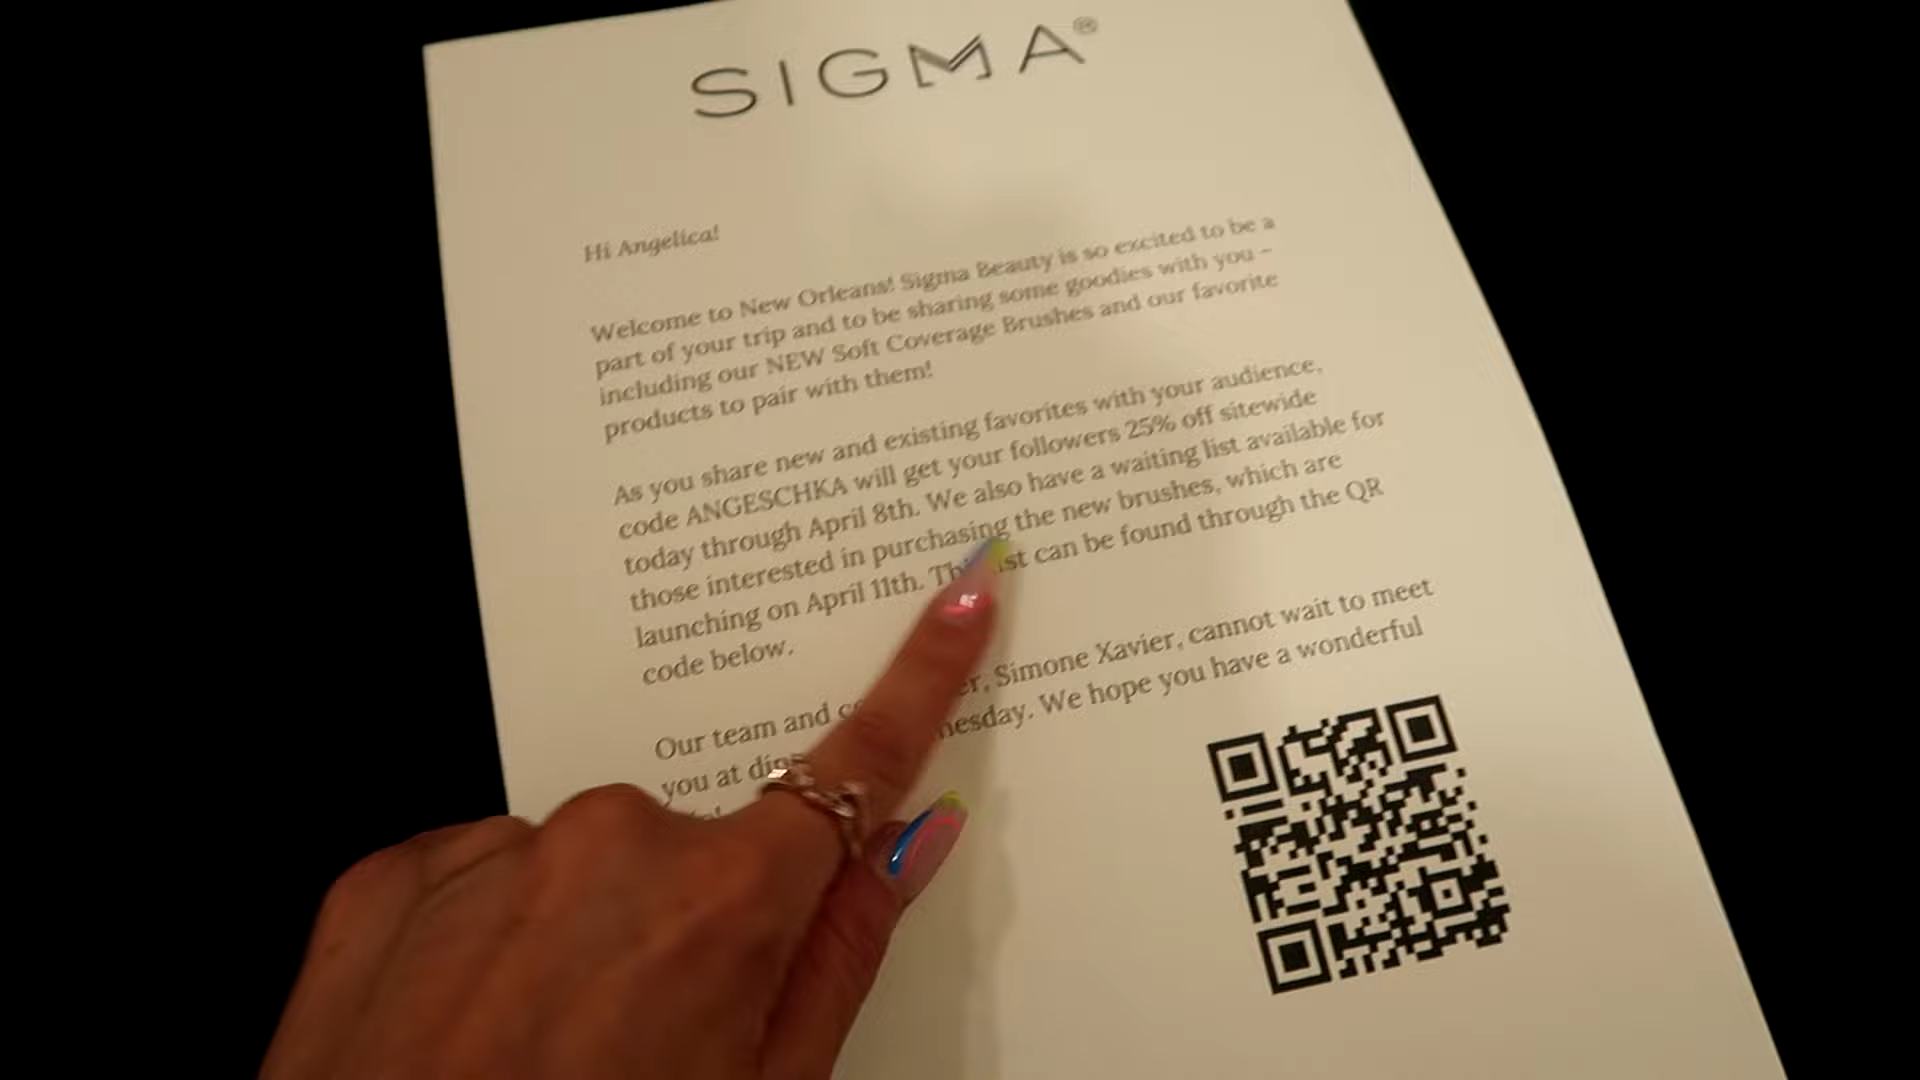 SIGMA®
Hi Angelica!
Welcome to New Orleans! Sigma Beauty is so excited to be a
part of your trip and to be sharing some goodies with you –
including our NEW Soft Coverage Brushes and our favorite
products to pair with them!
As you share new and existing favorites with your audience,
code ANGESCHKA will get your followers 25% off sitewide
today through April 8th. We also have a waiting list available for
those interested in purchasing the new brushes, which are
launching on April 11th. can be found through the QR
code below.
Our team and Simone Xavier, cannot wait to meet
you at We hope you have a wonderful